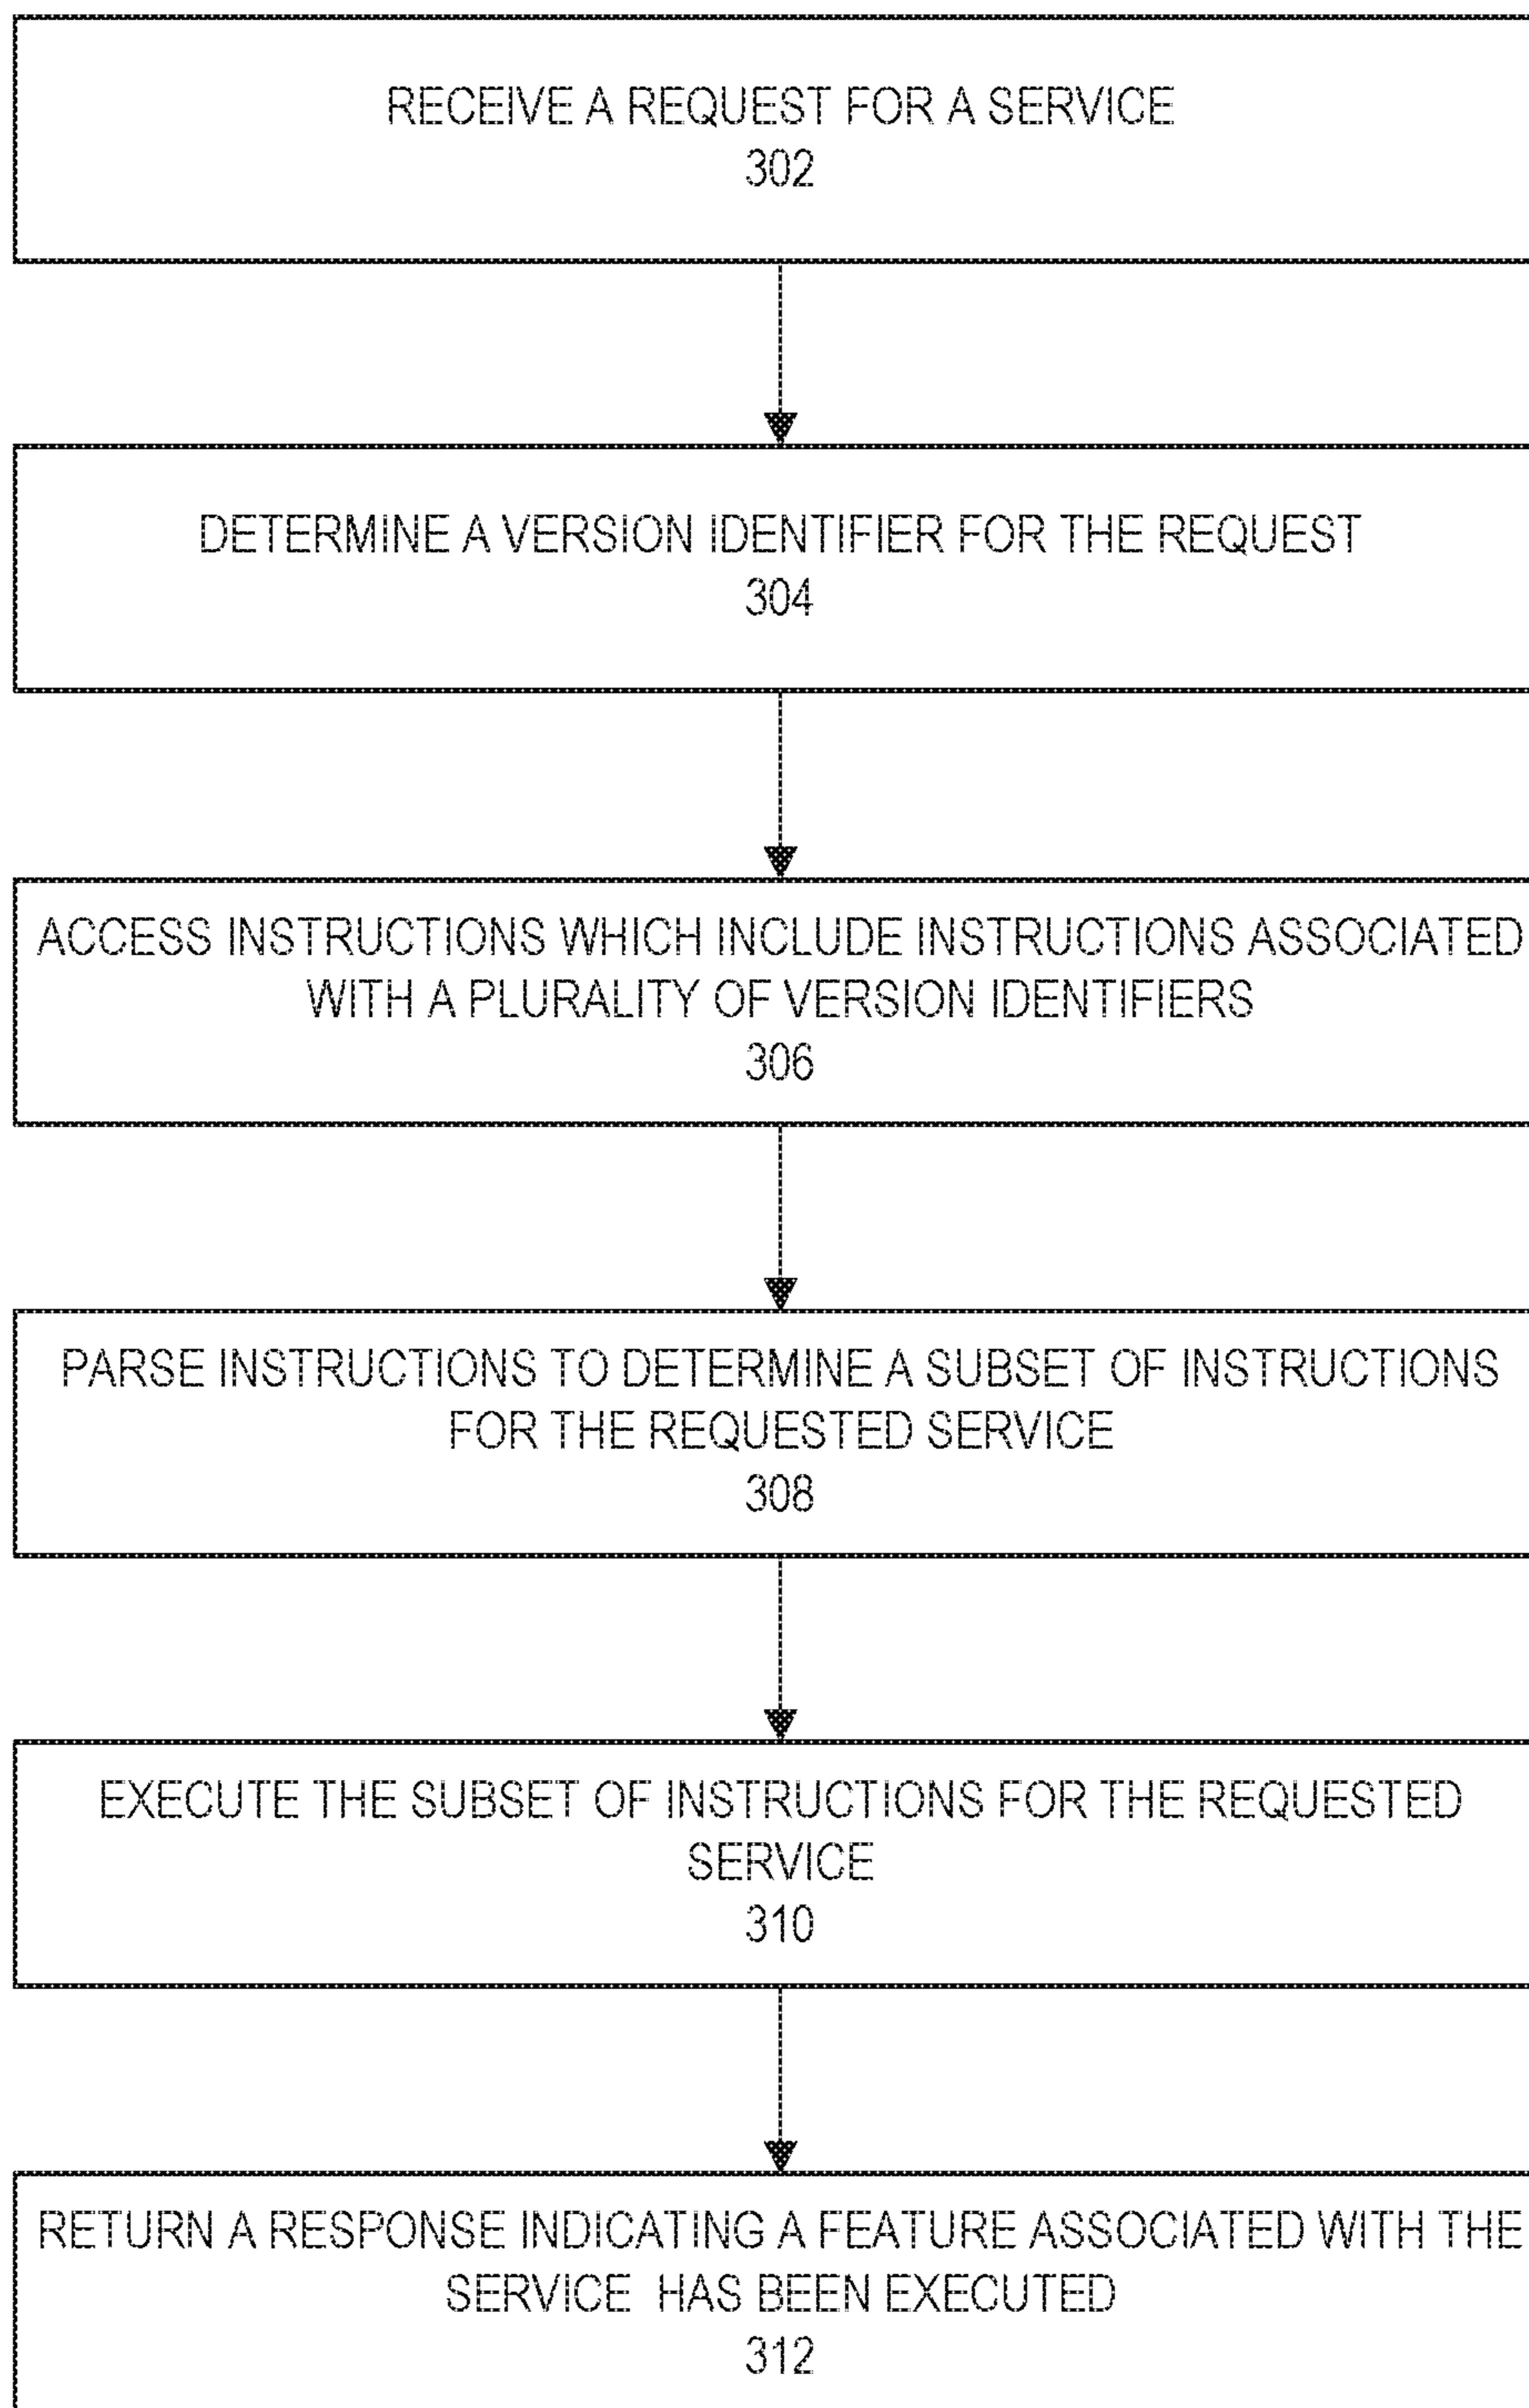 RECEIVE A REQUEST FOR A SERVICE
302
DETERMINE A VERSION IDENTIFIER FOR THE REQUEST
304
ACCESS INSTRUCTIONS WHICH INCLUDE INSTRUCTIONS ASSOCIATED
WITH A PLURALITY OF VERSION IDENTIFIERS
306
PARSE INSTRUCTIONS TO DETERMINE A SUBSET OF INSTRUCTIONS
FOR THE REQUESTED SERVICE
308
EXECUTE THE SUBSET OF INSTRUCTIONS FOR THE REQUESTED
SERVICE
310
RETURN A RESPONSE INDICATING A FEATURE ASSOCIATED WITH THE
SERVICE HAS BEEN EXECUTED
312